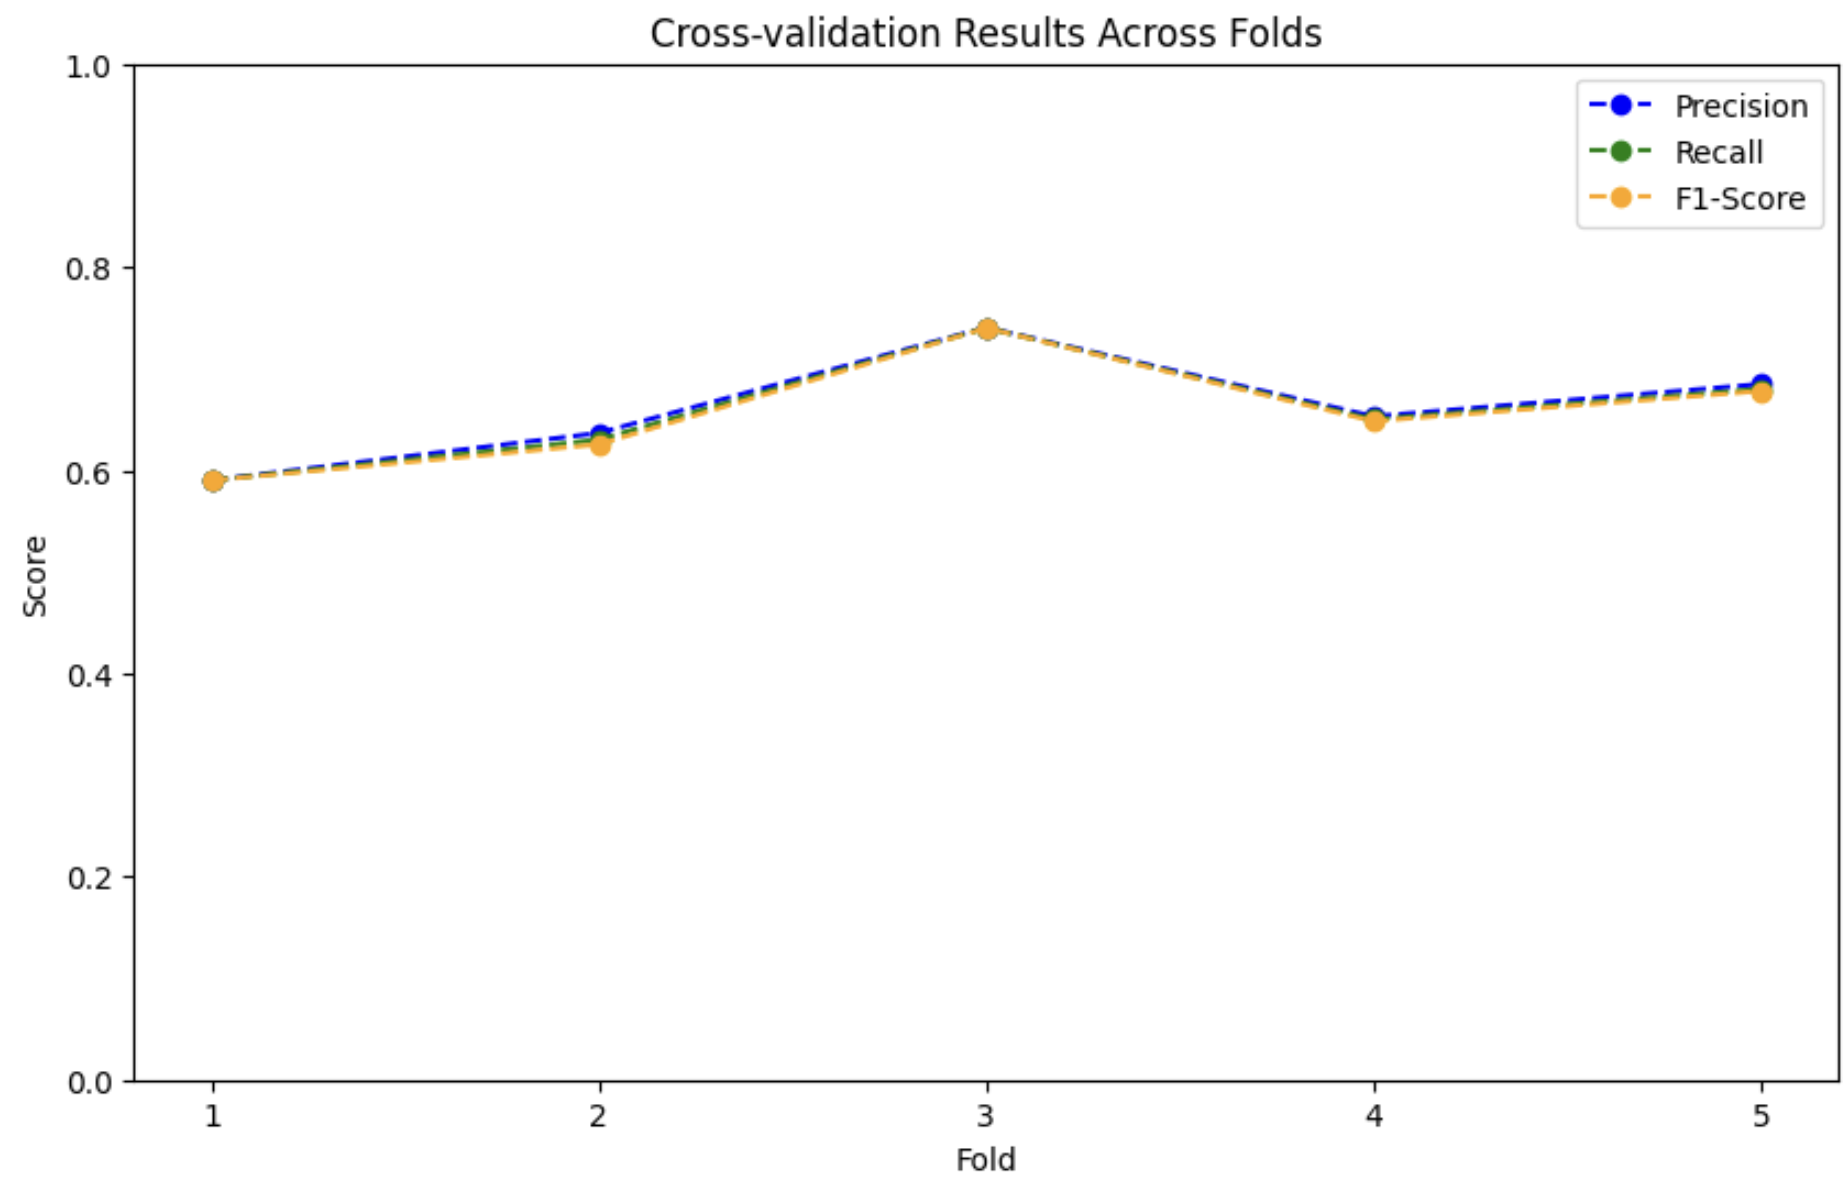 Cross-validation Results Across Folds
1.0
0.8
0.6
0.4
0.2
0.0
Score
Precision
Recall
F1-Score
1 2 3 4 5
Fold